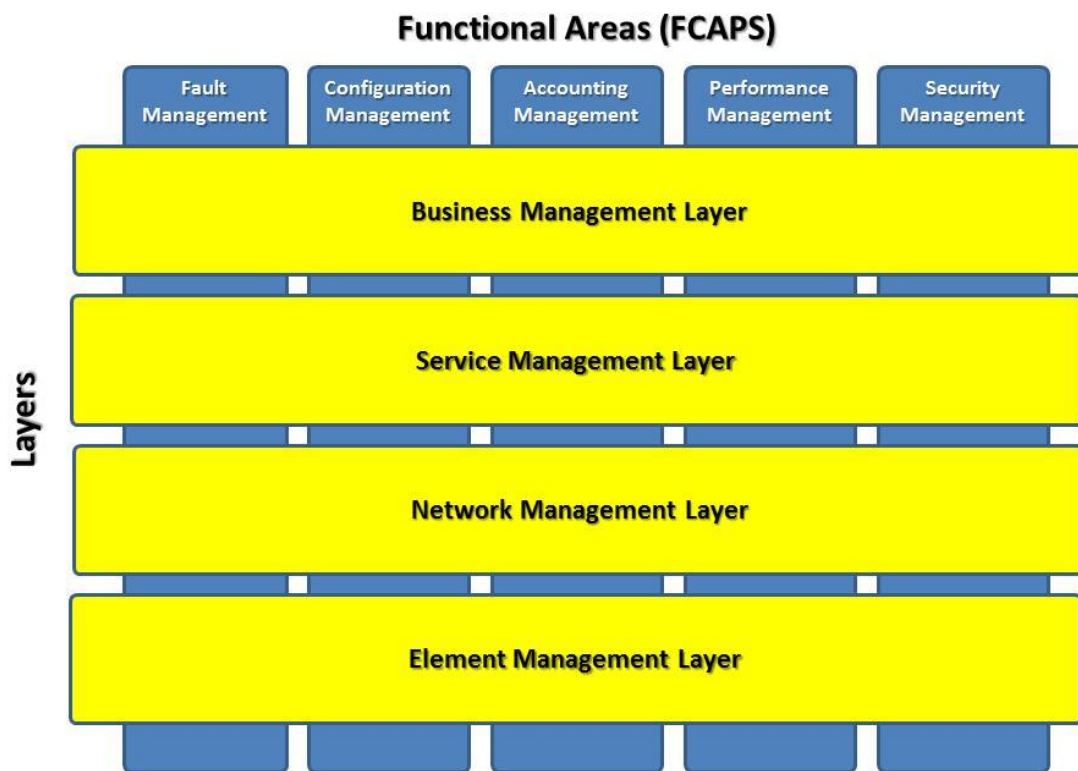 Functional Areas (FCAPS)
Fault
Management
Configuration
Management
Accounting
Management
Performance
Management
Security
Management
Layers
Business Management Layer
Service Management Layer
Network Management Layer
Element Management Layer